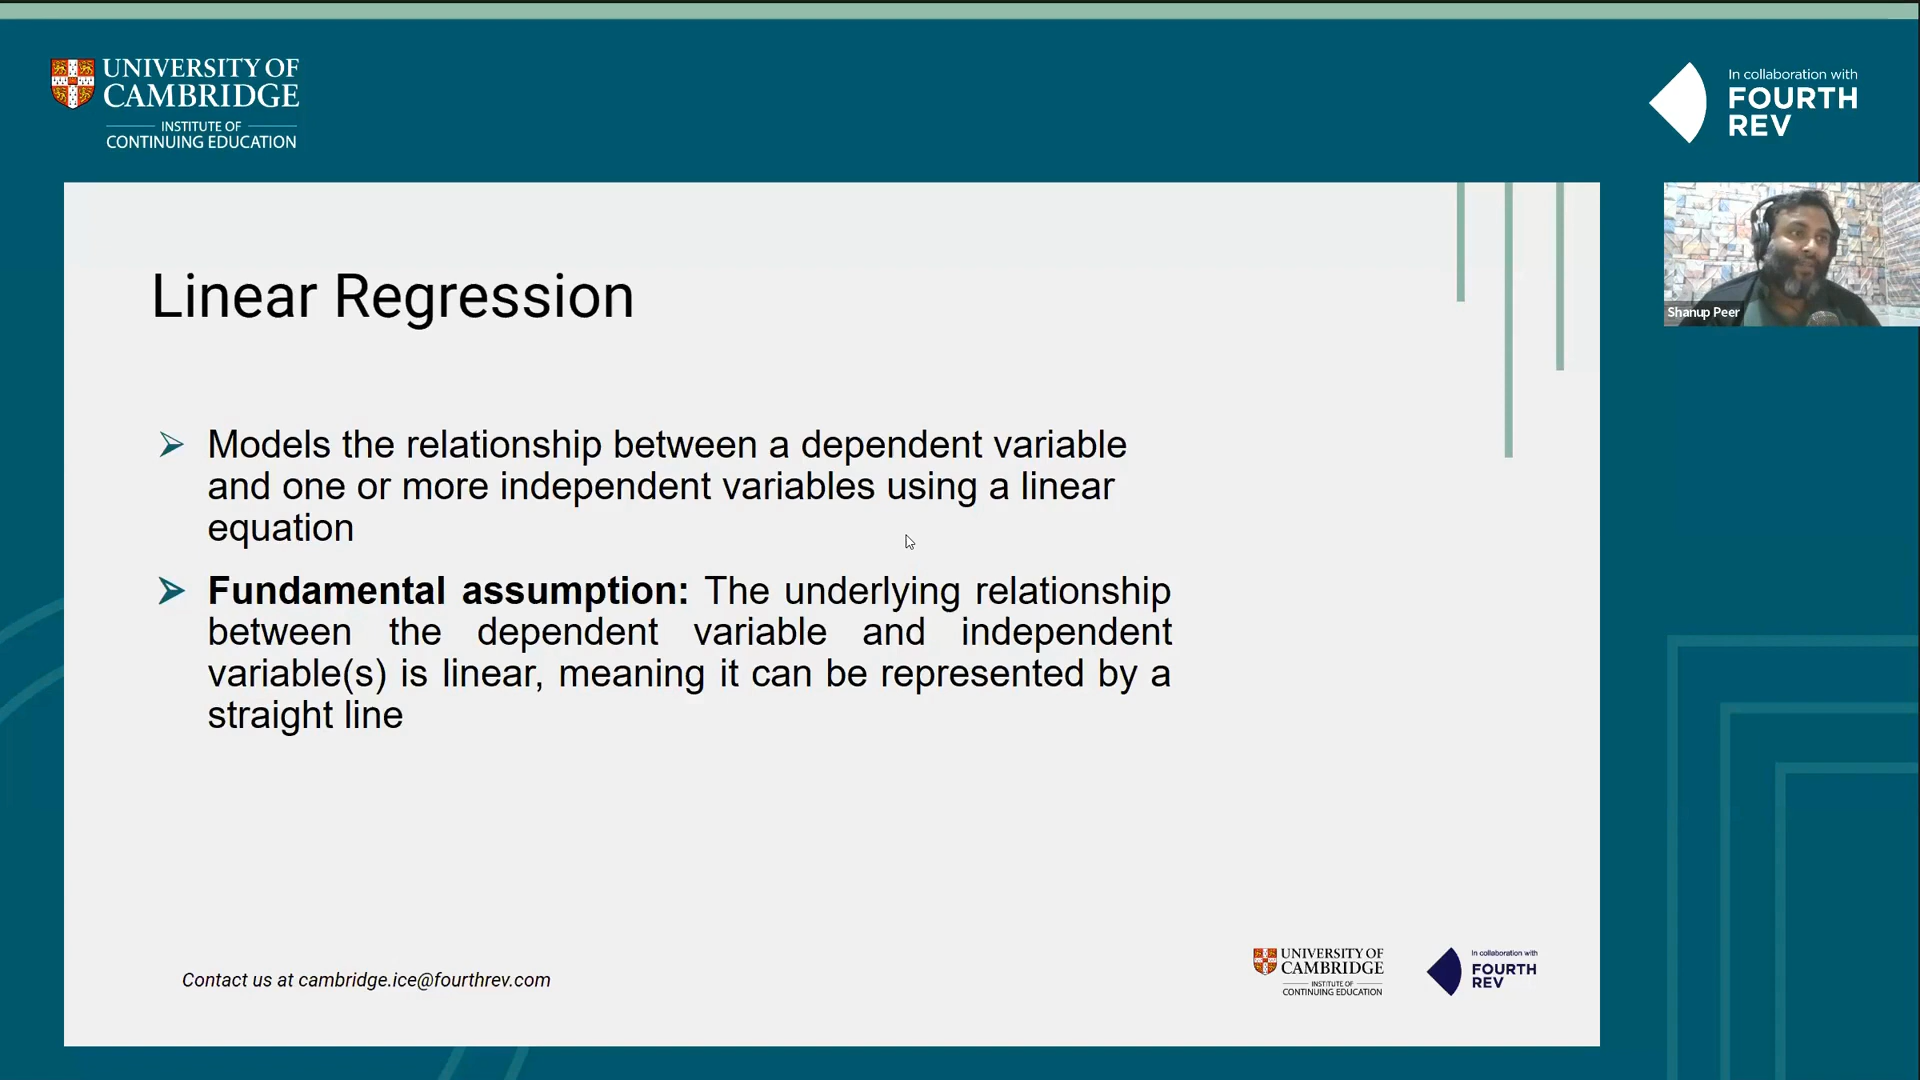 UNIVERSITY OF
CAMBRIDGE
INSTITUTE OF
CONTINUING EDUCATION
In collaboration with
FOURTH
REV
Shanup Peer
Linear Regression
Models the relationship between a dependent variable
and one or more independent variables using a linear
equation
Fundamental assumption: The underlying relationship
between the dependent variable and independent
variable(s) is linear, meaning it can be represented by a
straight line
Contact us at cambridge.ice@fourthrev.com
UNIVERSITY OF
CAMBRIDGE
INSTITUTE OF
CONTINUING EDUCATION
In collaboration with
FOURTH
REV